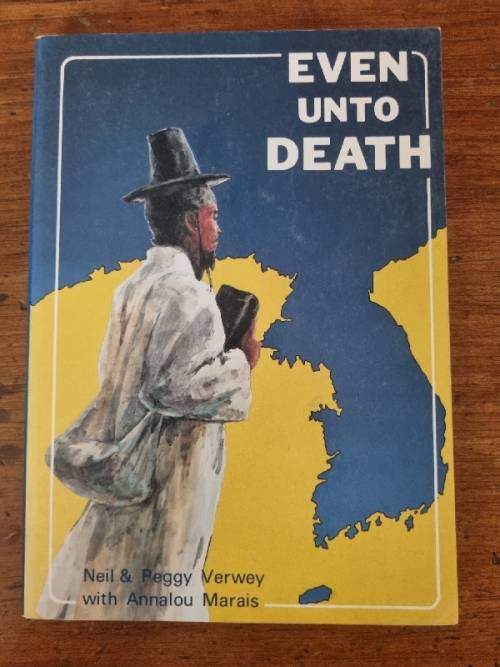 EVEN
UNTO
DEATH
Neil & Peggy Verwey
with Annalou Marais